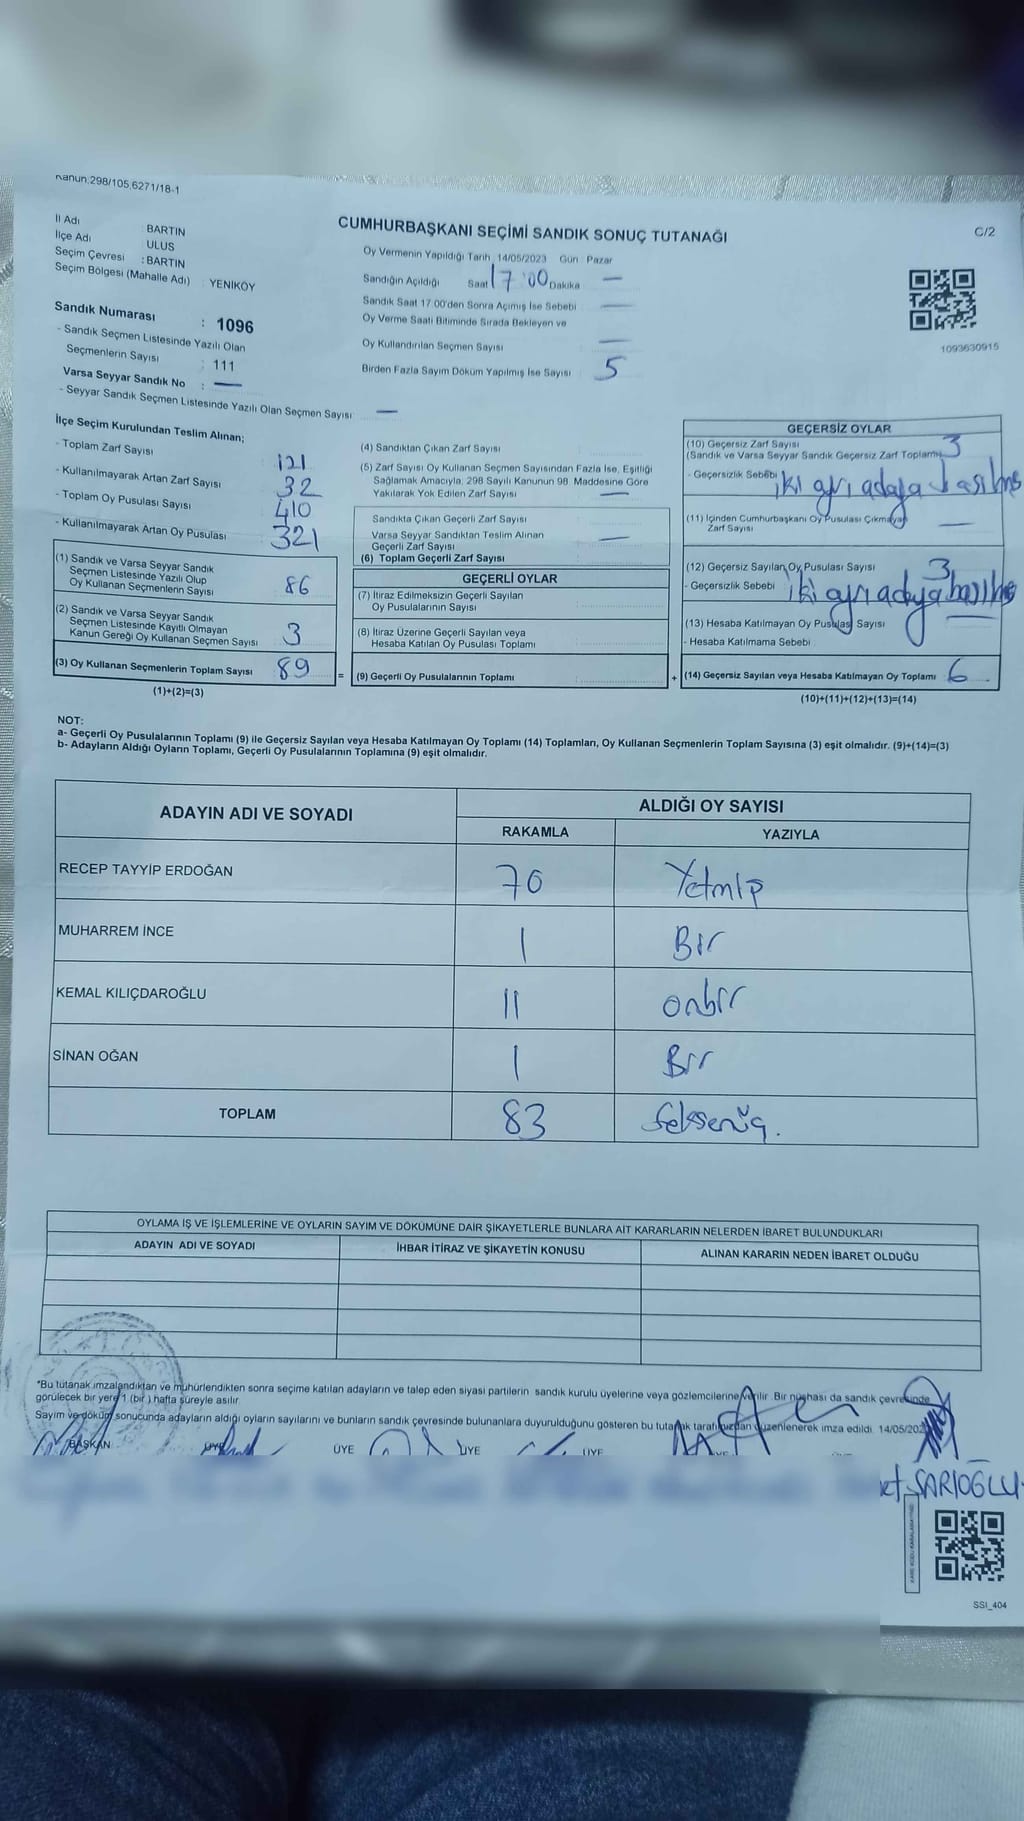 Kanun:298/105,6271/18-1
İl Adı : BARTIN
İlçe Adı : ULUS
Seçim Çevresi : BARTIN
Seçim Bölgesi (Mahalle Adı) : YENİKÖY
Sandık Numarası : 1096
- Sandık Seçmen Listesinde Yazılı Olan
Seçmenlerin Sayısı : 111
Varsa Seyyar Sandık No : —
- Seyyar Sandık Seçmen Listesinde Yazılı Olan Seçmen Sayısı —
CUMHURBAŞKANI SEÇİMİ SANDIK SONUÇ TUTANAĞI
C/2
Oy Vermenin Yapıldığı Tarih 14/05/2023 Gün : Pazar
Sandığın Açıldığı Saat 17:00 Dakika —
Sandık Saat 17.00'den Sonra Açımış İse Sebebi —
Oy Verme Saati Bitiminde Sırada Bekleyen ve
Oy Kullandırılan Seçmen Sayısı —
Birden Fazla Sayım Döküm Yapılmış İse Sayısı 5
1093630915
İlçe Seçim Kurulundan Teslim Alınan;
- Toplam Zarf Sayısı 121
- Kullanılmayarak Artan Zarf Sayısı 32
- Toplam Oy Pusulası Sayısı 410
- Kullanılmayarak Artan Oy Pusulası 321
(1) Sandık ve Varsa Seyyar Sandık
Seçmen Listesinde Yazılı Olup
Oy Kullanan Seçmenlerin Sayısı 86
(2) Sandık ve Varsa Seyyar Sandık
Seçmen Listesinde Kayıtlı Olmayan
Kanun Gereği Oy Kullanan Seçmen Sayısı 3
(3) Oy Kullanan Seçmenlerin Toplam Sayısı 89
(1)+(2)=(3)
(4) Sandıktan Çıkan Zarf Sayısı
(5) Zarf Sayısı Oy Kullanan Seçmen Sayısından Fazla İse, Eşitliği
Sağlamak Amacıyla; 298 Sayılı Kanunun 98. Maddesine Göre
Yakılarak Yok Edilen Zarf Sayısı —
Sandıkta Çıkan Geçerli Zarf Sayısı
Varsa Seyyar Sandıktan Teslim Alınan
Geçerli Zarf Sayısı —
(6) Toplam Geçerli Zarf Sayısı
GEÇERLİ OYLAR
(7) İtiraz Edilmeksizin Geçerli Sayılan
Oy Pusulalarının Sayısı
(8) İtiraz Üzerine Geçerli Sayılan veya
Hesaba Katılan Oy Pusulası Toplamı
= (9) Geçerli Oy Pusulalarının Toplamı +
GEÇERSİZ OYLAR
(10) Geçersiz Zarf Sayısı
(Sandık ve Varsa Seyyar Sandık Geçersiz Zarf Toplamı) 3
- Geçersizlik Sebebi iki ayrı adaya basılmış
(11) İçinden Cumhurbaşkanı Oy Pusulası Çıkmayan
Zarf Sayısı —
(12) Geçersiz Sayılan Oy Pusulası Sayısı 3
- Geçersizlik Sebebi iki ayrı adaya basılmış
(13) Hesaba Katılmayan Oy Pusulası Sayısı —
- Hesaba Katılmama Sebebi
(14) Geçersiz Sayılan veya Hesaba Katılmayan Oy Toplamı 6
(10)+(11)+(12)+(13)=(14)
NOT:
a- Geçerli Oy Pusulalarının Toplamı (9) ile Geçersiz Sayılan veya Hesaba Katılmayan Oy Toplamı (14) Toplamları, Oy Kullanan Seçmenlerin Toplam Sayısına (3) eşit olmalıdır. (9)+(14)=(3)
b- Adayların Aldığı Oyların Toplamı, Geçerli Oy Pusulalarının Toplamına (9) eşit olmalıdır.
ADAYIN ADI VE SOYADI ALDIĞI OY SAYISI
RAKAMLA YAZIYLA
RECEP TAYYİP ERDOĞAN 70 Yetmiş
MUHARREM İNCE 1 Bir
KEMAL KILIÇDAROĞLU 11 onbir
SİNAN OĞAN 1 Bir
TOPLAM 83 Seksenüç.
OYLAMA İŞ VE İŞLEMLERİNE VE OYLARIN SAYIM VE DÖKÜMÜNE DAİR ŞİKAYETLERLE BUNLARA AİT KARARLARIN NELERDEN İBARET BULUNDUKLARI
ADAYIN ADI VE SOYADI İHBAR İTİRAZ VE ŞİKAYETİN KONUSU ALINAN KARARIN NEDEN İBARET OLDUĞU
*Bu tutanak imzalandıktan ve mühürlendikten sonra seçime katılan adayların ve talep eden siyasi partilerin sandık kurulu üyelerine veya gözlemcilerine verilir. Bir nüshası da sandık çevresinde
görülecek bir yere 1 (bir) hafta süreyle asılır.
Sayım ve döküm sonucunda adayların aldığı oyların sayılarını ve bunların sandık çevresinde bulunanlara duyurulduğunu gösteren bu tutanak tarafımızdan düzenlenerek imza edildi. 14/05/202
BAŞKAN ÜYE ÜYE ÜYE ÜYE
SARIOĞLU
SSI_404